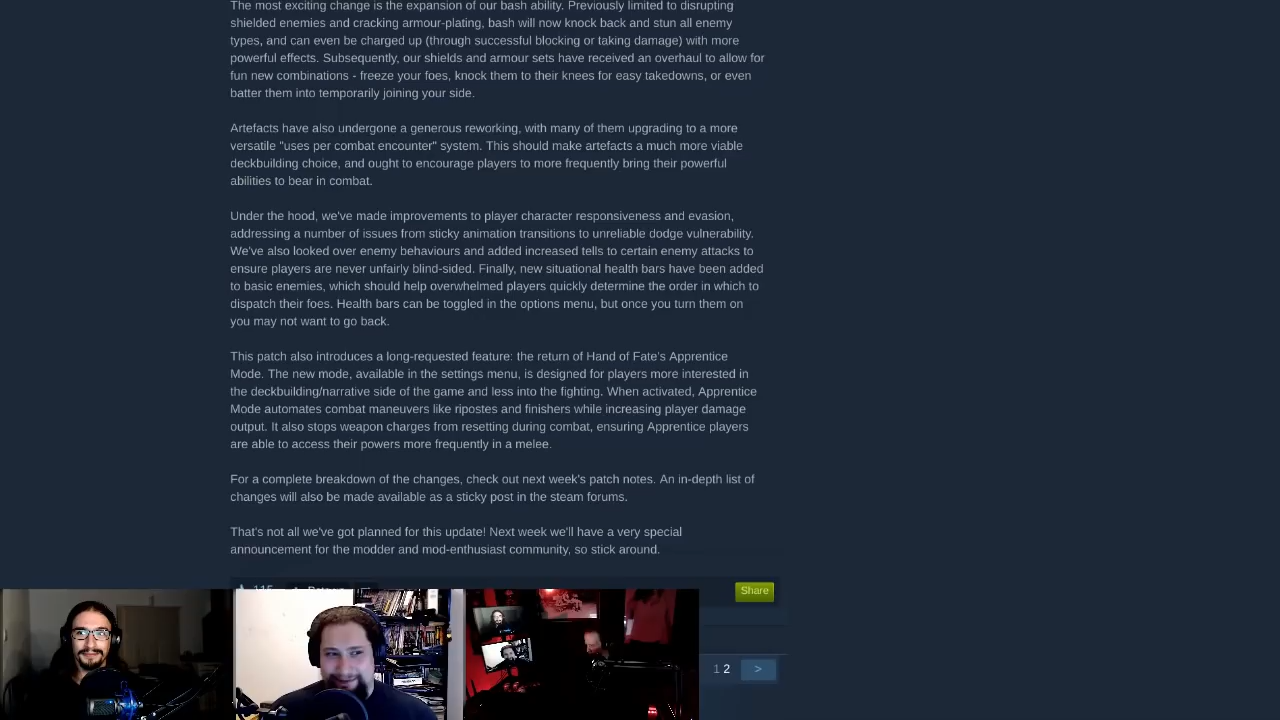 The most exciting change is the expansion of our bash ability. Previously limited to disrupting
shielded enemies and cracking armour-plating, bash will now knock back and stun all enemy
types, and can even be charged up (through successful blocking or taking damage) with more
powerful effects. Subsequently, our shields and armour sets have received an overhaul to allow for
fun new combinations - freeze your foes, knock them to their knees for easy takedowns, or even
batter them into temporarily joining your side.
Artefacts have also undergone a generous reworking, with many of them upgrading to a more
versatile "uses per combat encounter" system. This should make artefacts a much more viable
deckbuilding choice, and ought to encourage players to more frequently bring their powerful
abilities to bear in combat.
Under the hood, we've made improvements to player character responsiveness and evasion,
addressing a number of issues from sticky animation transitions to unreliable dodge vulnerability.
We've also looked over enemy behaviours and added increased tells to certain enemy attacks to
ensure players are never unfairly blind-sided. Finally, new situational health bars have been added
to basic enemies, which should help overwhelmed players quickly determine the order in which to
dispatch their foes. Health bars can be toggled in the options menu, but once you turn them on
you may not want to go back.
This patch also introduces a long-requested feature: the return of Hand of Fate's Apprentice
Mode. The new mode, available in the settings menu, is designed for players more interested in
the deckbuilding/narrative side of the game and less into the fighting. When activated, Apprentice
Mode automates combat maneuvers like ripostes and finishers while increasing player damage
output. It also stops weapon charges from resetting during combat, ensuring Apprentice players
are able to access their powers more frequently in a melee.
For a complete breakdown of the changes, check out next week's patch notes. An in-depth list of
changes will also be made available as a sticky post in the steam forums.
That's not all we've got planned for this update! Next week we'll have a very special
announcement for the modder and mod-enthusiast community, so stick around.
Share
1 2 >